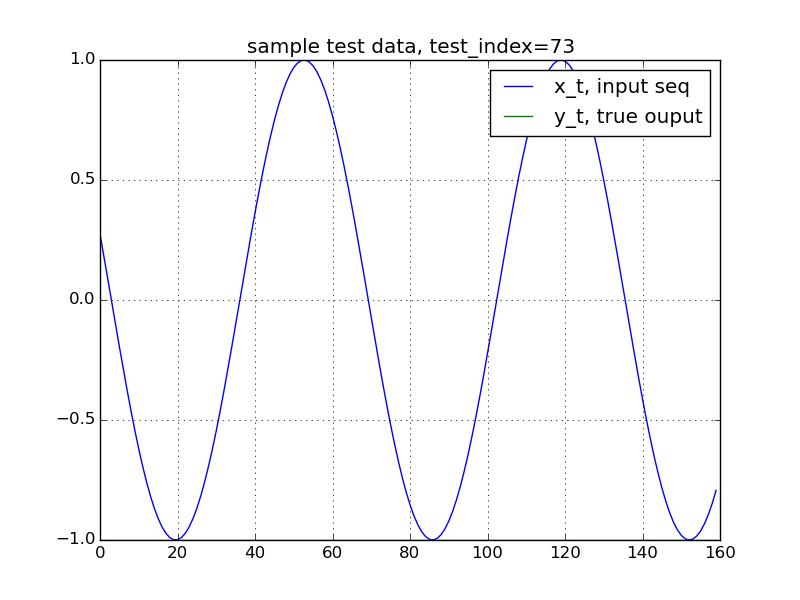 sample test data, test_index=73
x_t, input seq
y_t, true ouput
1.0
0.5
0.0
−0.5
−1.0
0 20 40 60 80 100 120 140 160